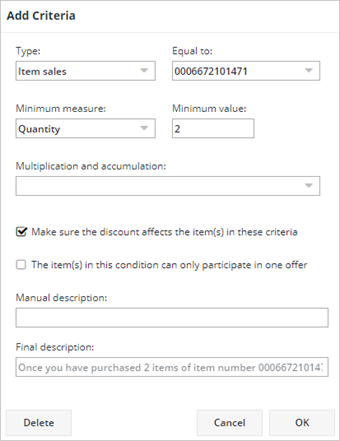 Add Criteria
Type: Equal to:
Item sales 0006672101471
Minimum measure: Minimum value:
Quantity 2
Multiplication and accumulation:
Make sure the discount affects the item(s) in these criteria
The item(s) in this condition can only participate in one offer
Manual description:
Final description:
Once you have purchased 2 items of item number 000667210147
Delete Cancel OK